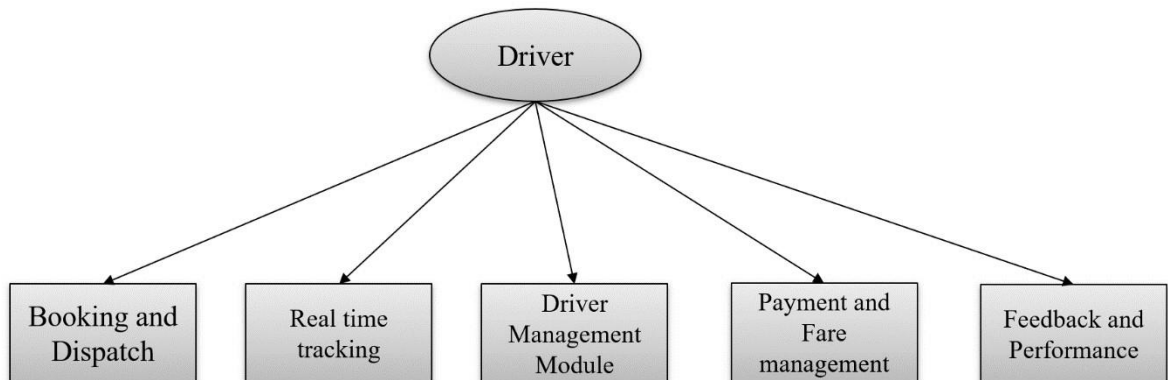 Driver
Booking and
Dispatch
Real time
tracking
Driver
Management
Module
Payment and
Fare
management
Feedback and
Performance